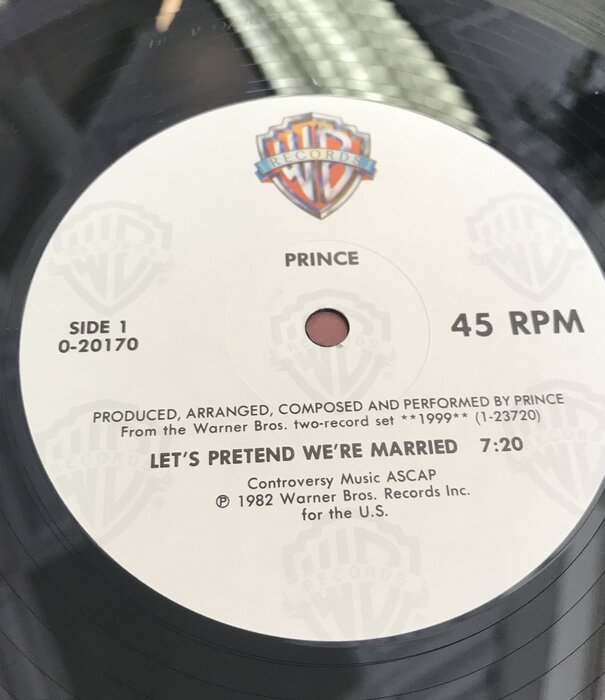 RECORDS
PRINCE
SIDE 1
0-20170
45 RPM
PRODUCED, ARRANGED, COMPOSED AND PERFORMED BY PRINCE
From the Warner Bros. two-record set **1999** (1-23720)
LET'S PRETEND WE'RE MARRIED 7:20
Controversy Music ASCAP
℗ 1982 Warner Bros. Records Inc.
for the U.S.